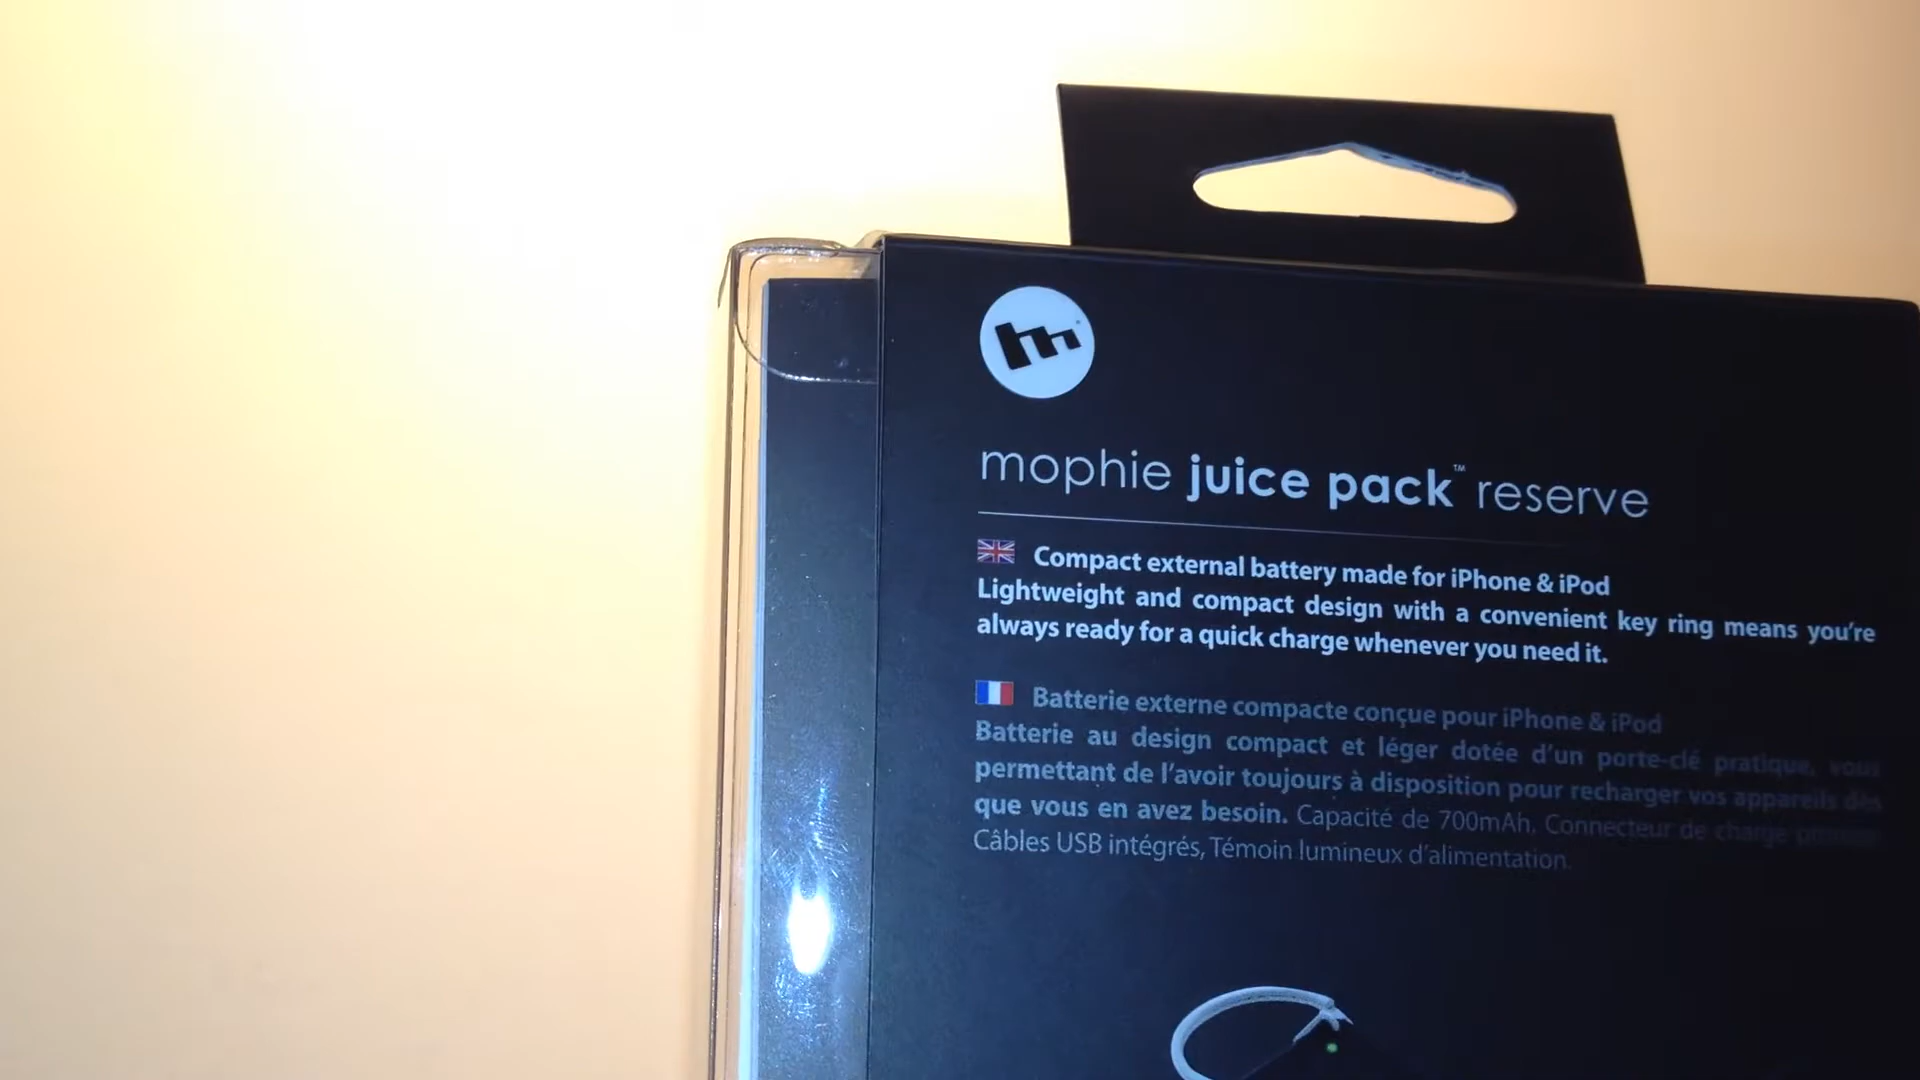 mophie juice pack™ reserve
Compact external battery made for iPhone & iPod
Lightweight and compact design with a convenient key ring means you're
always ready for a quick charge whenever you need it.
Batterie externe compacte conçue pour iPhone & iPod
Batterie au design compact et léger dotée d'un porte-clé pratique, vous
permettant de l'avoir toujours à disposition pour recharger vos appareils dès
que vous en avez besoin. Capacité de 700mAh, Connecteur de charge
Câbles USB intégrés, Témoin lumineux d'alimentation.